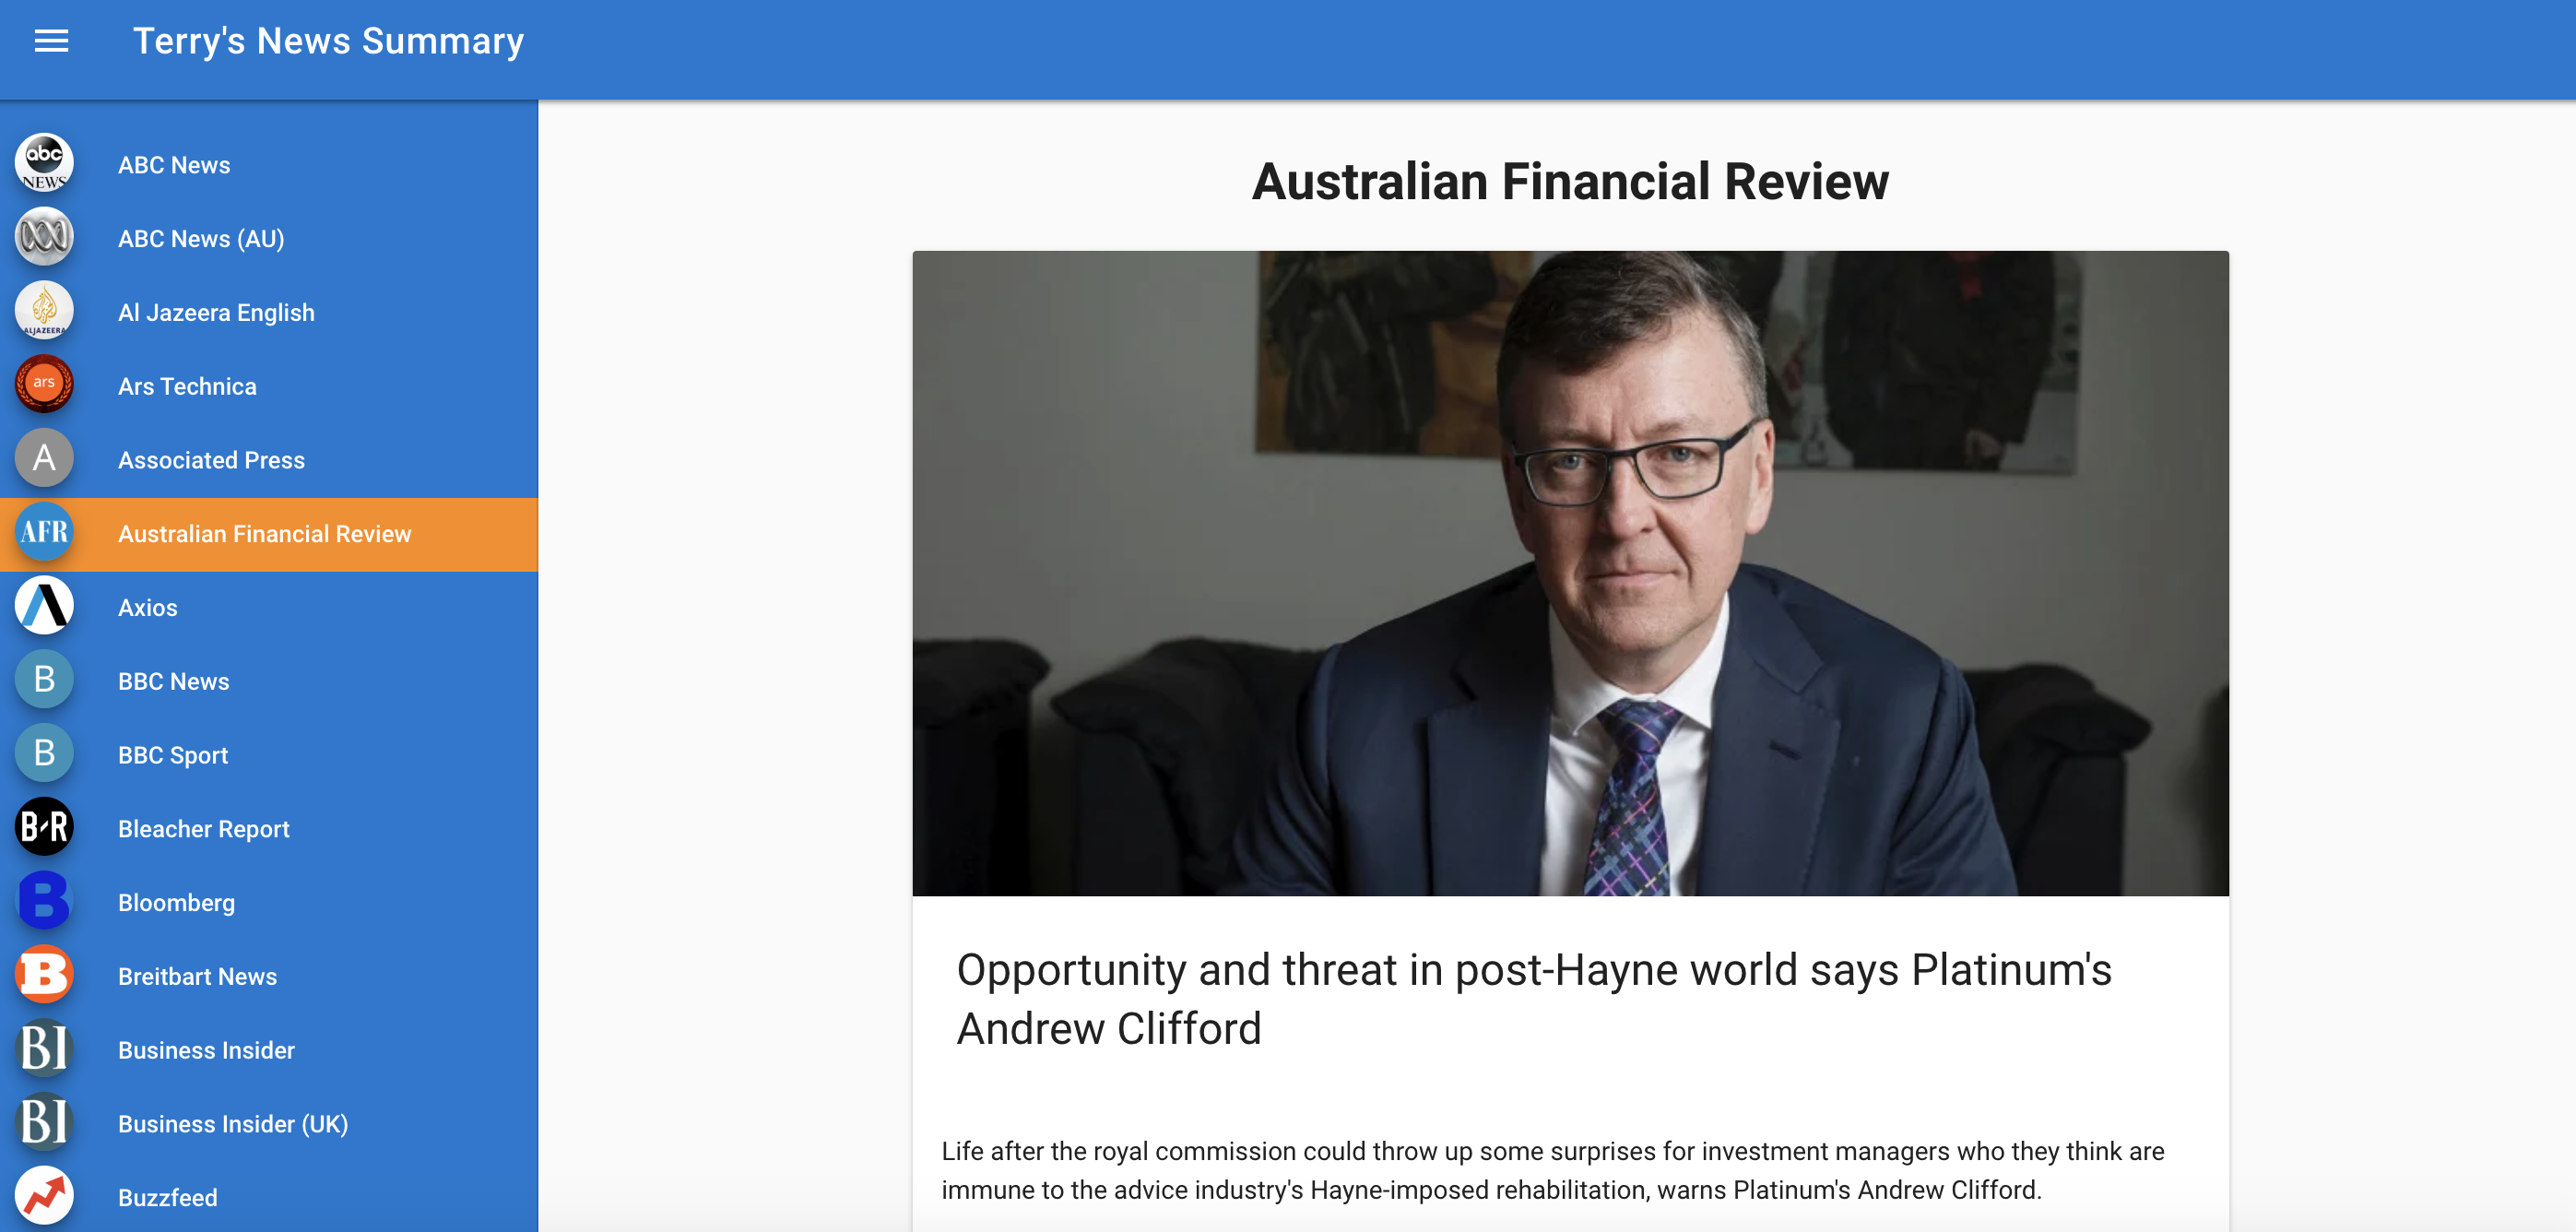 Terry's News Summary
abc
NEWS
ABC News
ABC News (AU)
ALJAZEERA
Al Jazeera English
ars
Ars Technica
A
Associated Press
AFR
Australian Financial Review
Axios
B
BBC News
B
BBC Sport
B-R
Bleacher Report
B
Bloomberg
B
Breitbart News
BI
Business Insider
BI
Business Insider (UK)
Buzzfeed
Australian Financial Review
Opportunity and threat in post-Hayne world says Platinum's
Andrew Clifford
Life after the royal commission could throw up some surprises for investment managers who they think are
immune to the advice industry's Hayne-imposed rehabilitation, warns Platinum's Andrew Clifford.